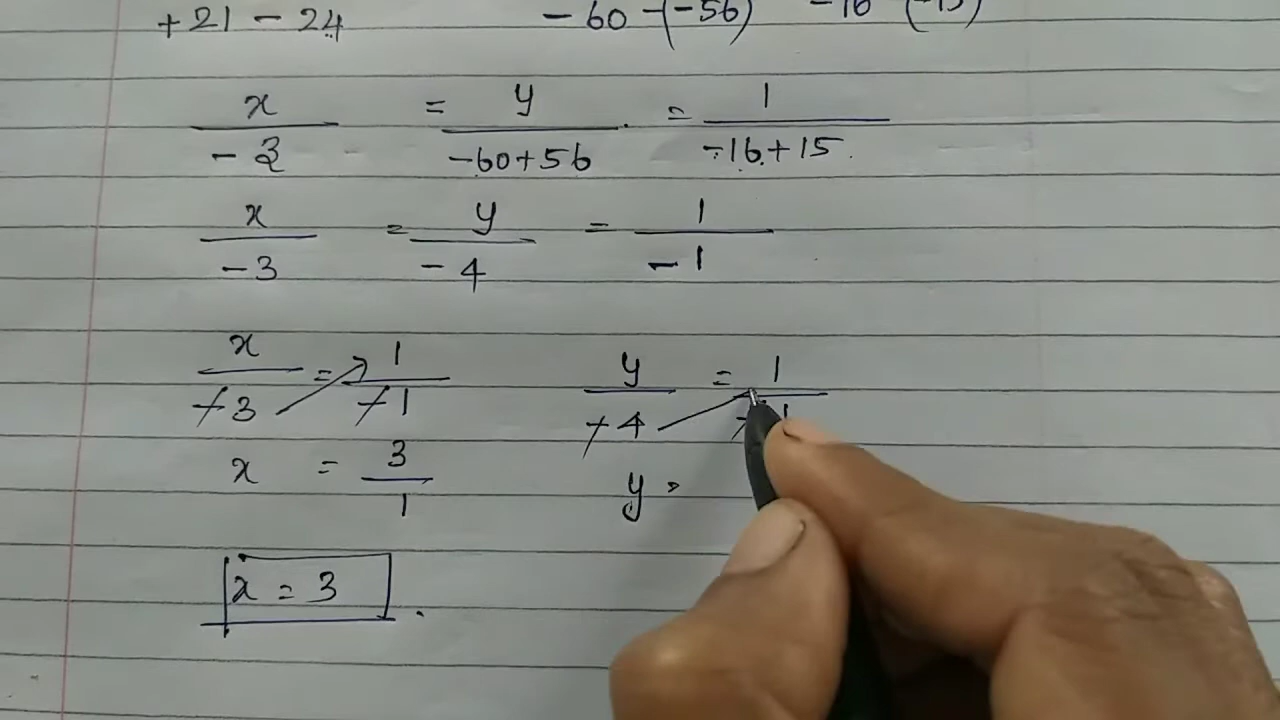 +21 - 24 -60 -(-56) -16 (-15)
x = y = 1
-3 -60+56 -16+15
x = y = 1
-3 -4 -1
x = 1 y = 1
-3 -1 -4
x = 3 y =
1
x = 3